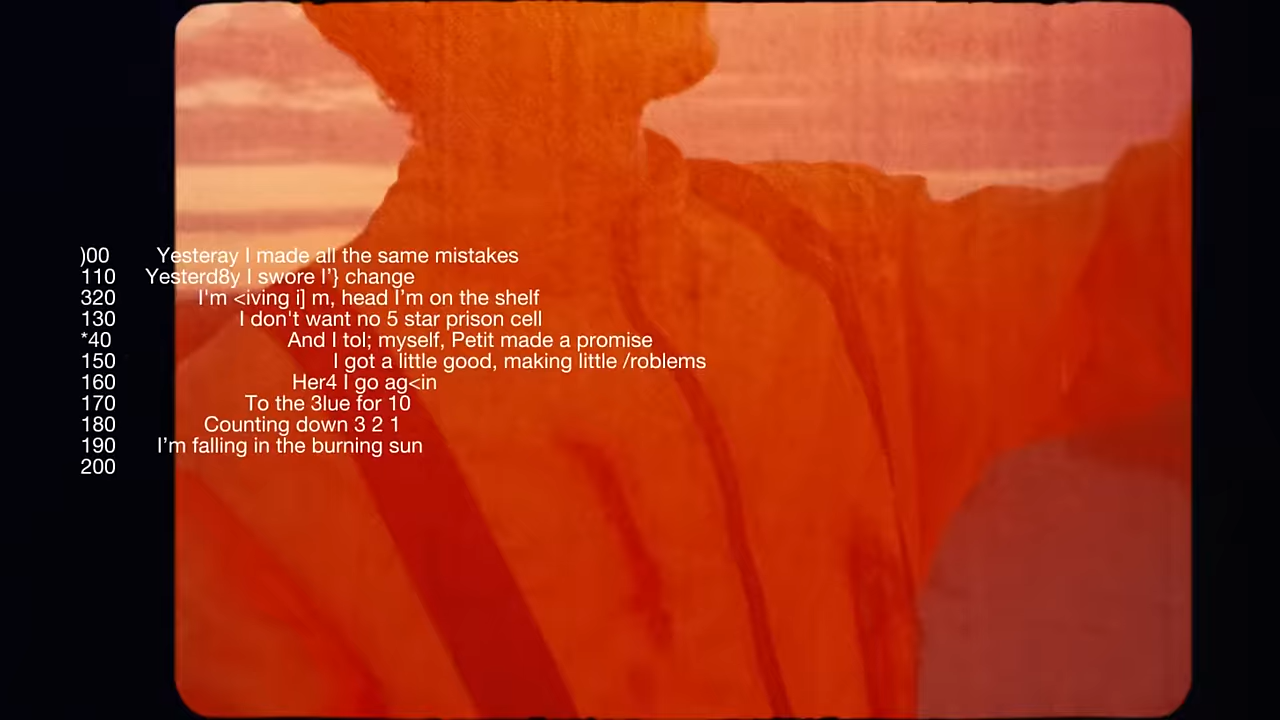 )00 Yesteray I made all the same mistakes
110 Yesterd8y I swore I’} change
320 I'm <iving i] m, head I’m on the shelf
130 I don't want no 5 star prison cell
*40 And I tol; myself, Petit made a promise
150 I got a little good, making little /roblems
160 Her4 I go ag<in
170 To the 3lue for 10
180 Counting down 3 2 1
190 I’m falling in the burning sun
200